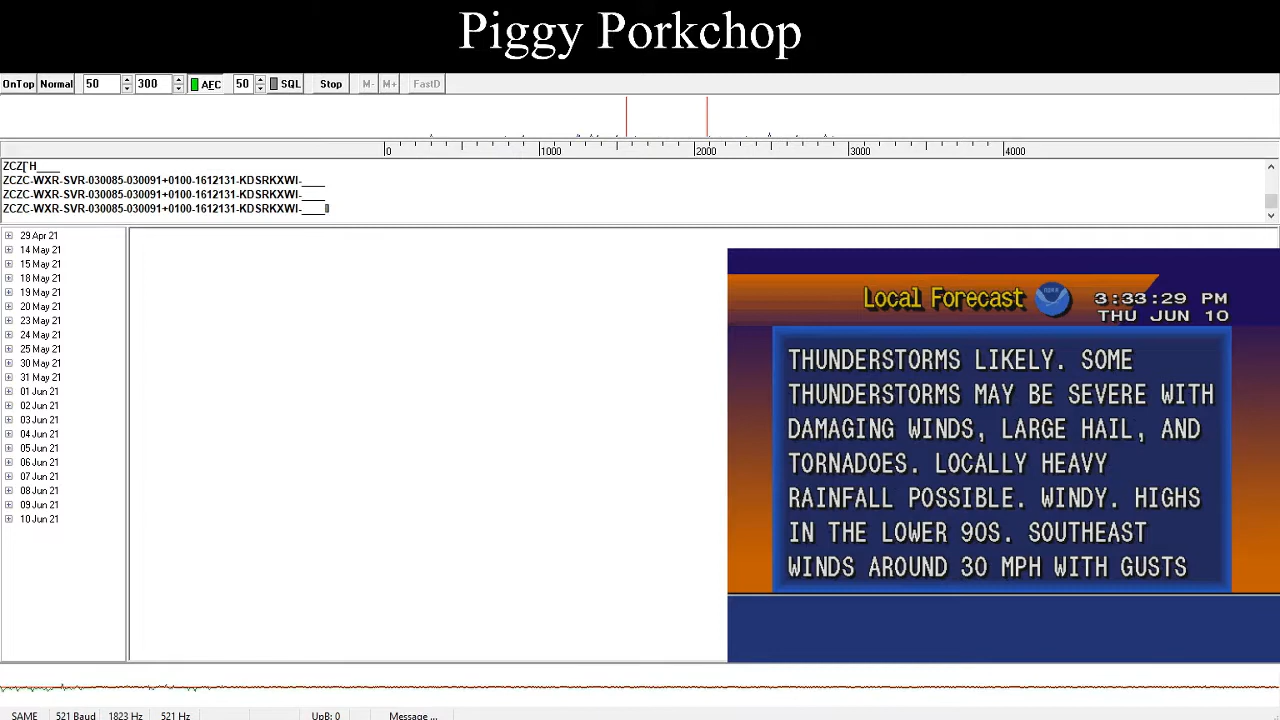 Piggy Porkchop
OnTop Normal 50 300 AFC 50 SQL Stop M- M+ FastD
0 1000 2000 3000 4000
ZCZC-WXR-SVR-030085-030091+0100-1612131-KDSRKXWI-____
ZCZC-WXR-SVR-030085-030091+0100-1612131-KDSRKXWI-____
ZCZC-WXR-SVR-030085-030091+0100-1612131-KDSRKXWI-____
29 Apr 21
14 May 21
15 May 21
18 May 21
19 May 21
20 May 21
23 May 21
24 May 21
25 May 21
30 May 21
31 May 21
01 Jun 21
02 Jun 21
03 Jun 21
04 Jun 21
05 Jun 21
06 Jun 21
07 Jun 21
08 Jun 21
09 Jun 21
10 Jun 21
Local Forecast
3:33:29 PM
THU JUN 10
THUNDERSTORMS LIKELY. SOME
THUNDERSTORMS MAY BE SEVERE WITH
DAMAGING WINDS, LARGE HAIL, AND
TORNADOES. LOCALLY HEAVY
RAINFALL POSSIBLE. WINDY. HIGHS
IN THE LOWER 90S. SOUTHEAST
WINDS AROUND 30 MPH WITH GUSTS
SAME 521 Baud 1823 Hz 521 Hz UpB: 0 Message ...